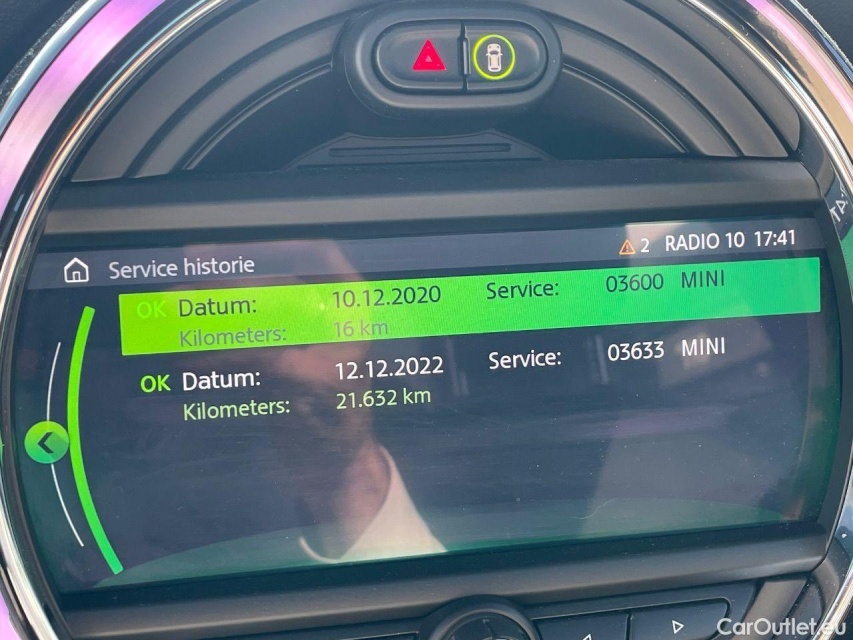 Service historie
2 RADIO 10 17:41
OK Datum: 10.12.2020 Service: 03600 MINI
Kilometers: 16 km
OK Datum: 12.12.2022 Service: 03633 MINI
Kilometers: 21.632 km
CarOutlet.eu